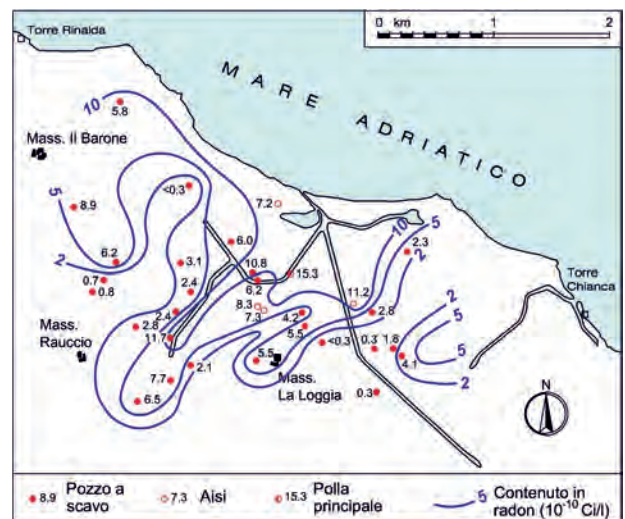 Torre Rinalda
0 km 1 2
MARE ADRIATICO
10
5.8
Mass. Il Barone
5
8.9
<0.3
7.2
2
6.2
6.0
10
5
2.3
3.1
10.8
15.3
0.7
0.8
2.4
6.2
2
Torre
Chianca
8.3
7.3
11.2
2.8
4.2
2.4
2.8
5.5
2
5
Mass.
Rauccio
11.7
<0.3
0.3
1.8
4.1
5
2
5.5
Mass.
La Loggia
2.1
7.7
6.5
0.3
N
8.9 Pozzo a
scavo
7.3 Aisi
15.3 Polla
principale
5 Contenuto in
radon (10⁻¹⁰ Ci/l)